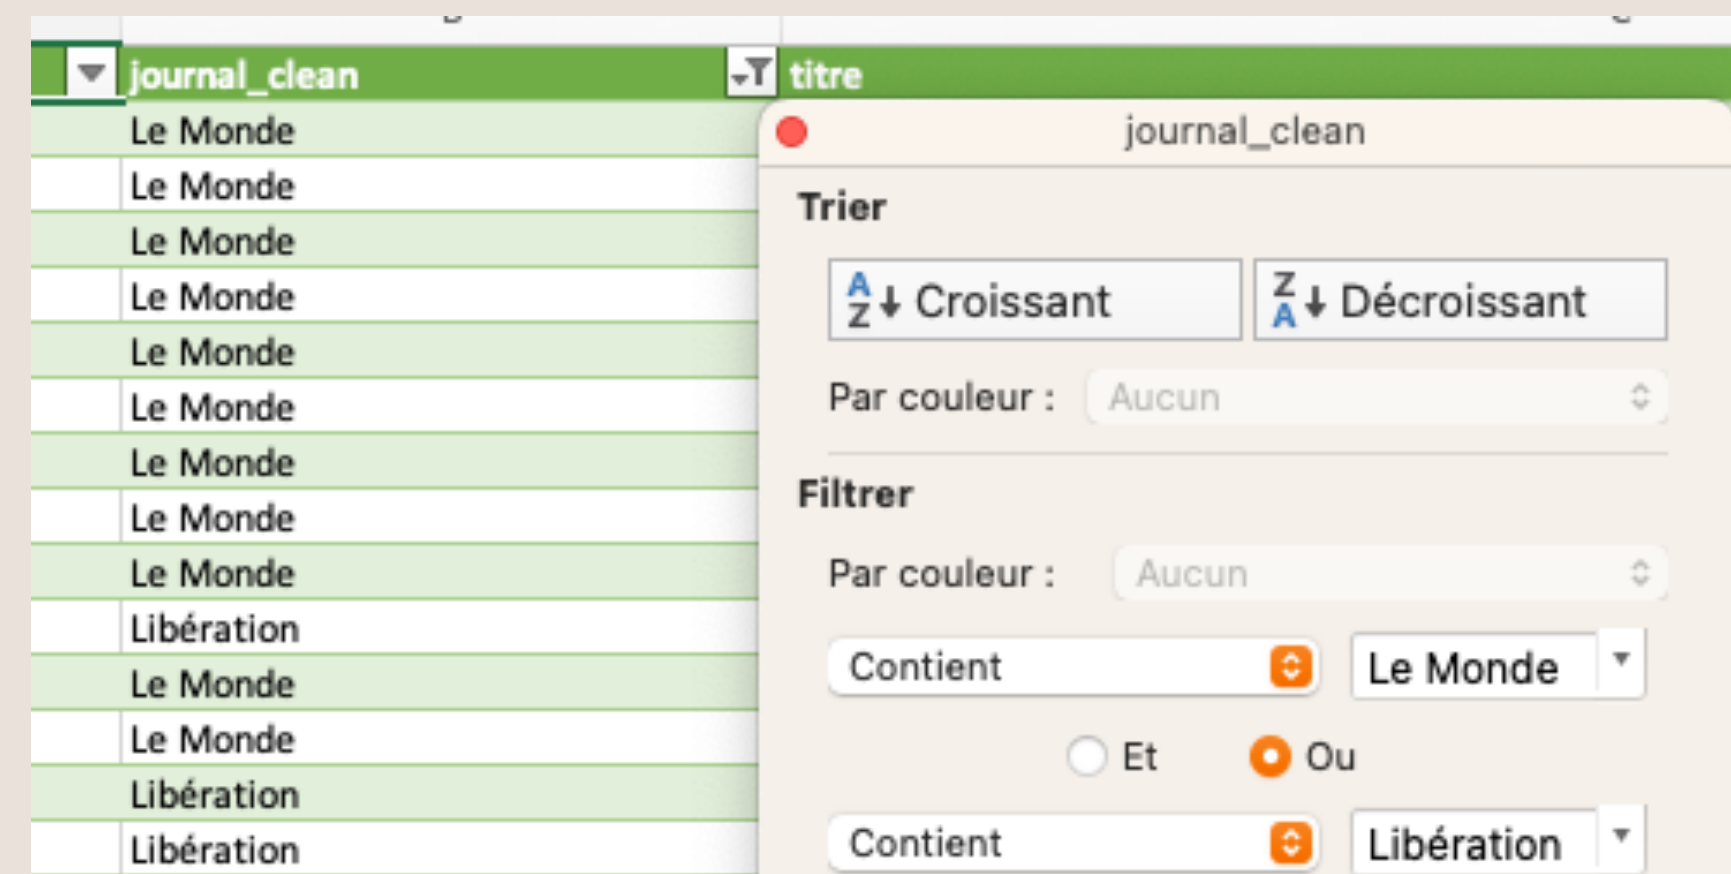 journal_clean
titre
Le Monde
Le Monde
Le Monde
Le Monde
Le Monde
Le Monde
Le Monde
Le Monde
Le Monde
Libération
Le Monde
Le Monde
Libération
Libération
journal_clean
Trier
A Z Croissant
Z A Décroissant
Par couleur : Aucun
Filtrer
Par couleur : Aucun
Contient Le Monde
Et Ou
Contient Libération